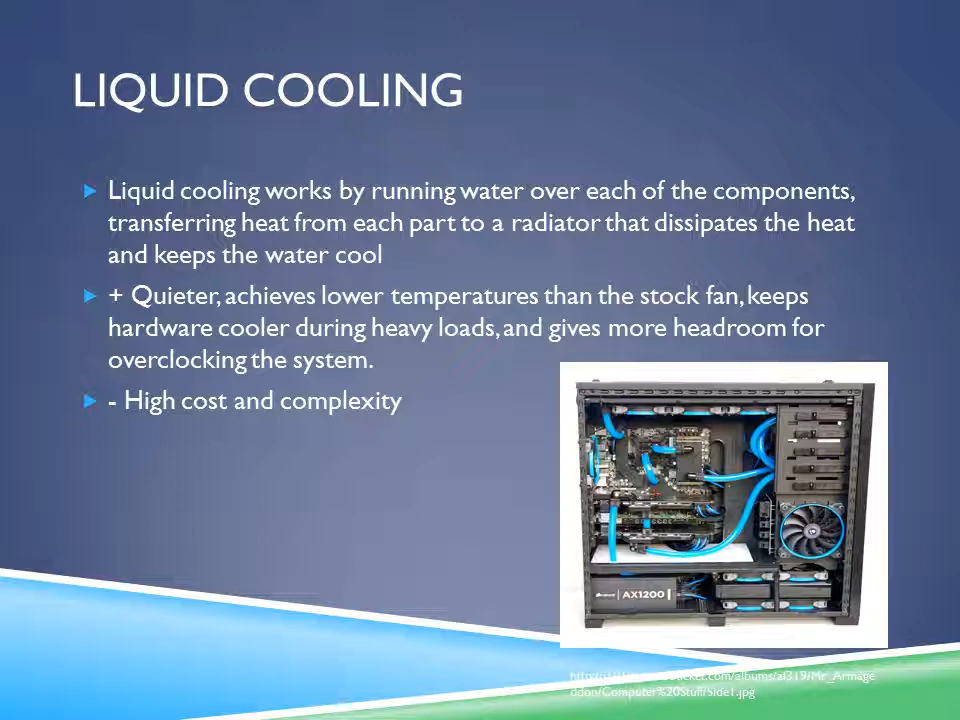 LIQUID COOLING
Liquid cooling works by running water over each of the components,
transferring heat from each part to a radiator that dissipates the heat
and keeps the water cool
+ Quieter, achieves lower temperatures than the stock fan, keeps
hardware cooler during heavy loads, and gives more headroom for
overclocking the system.
- High cost and complexity
AX1200
ddon/Computer%20Stuff/Side1.jpg